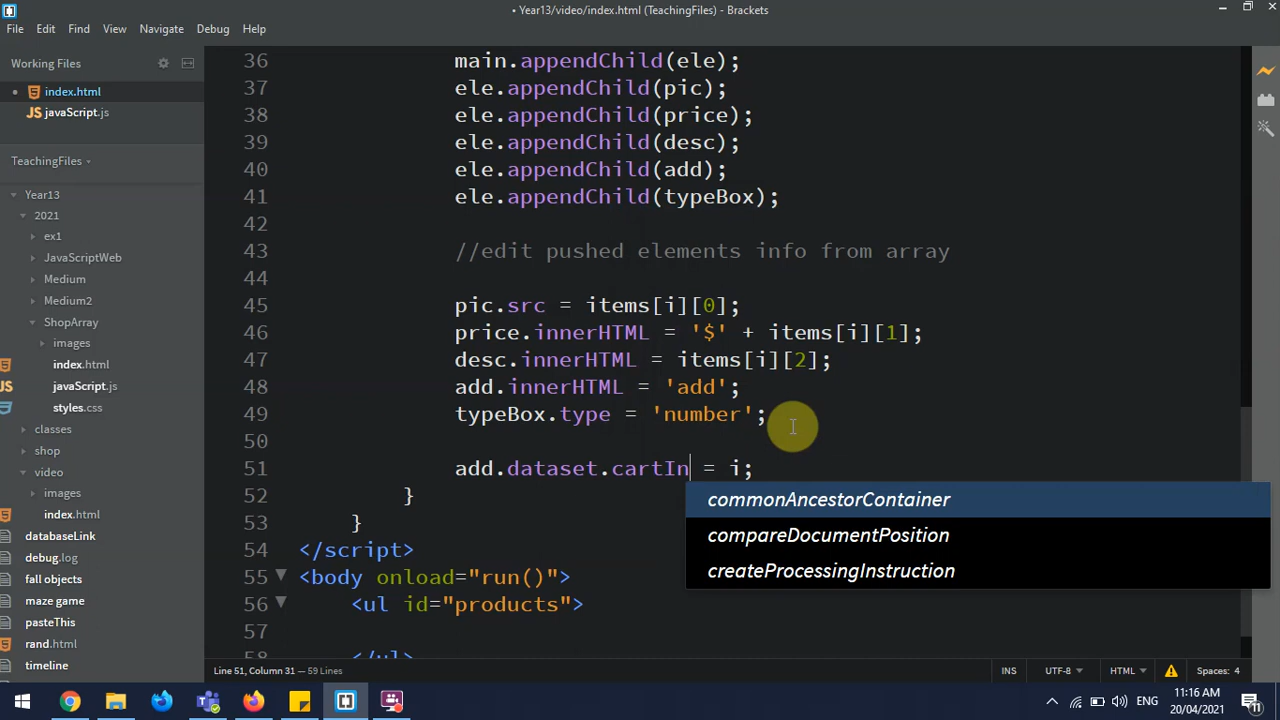 • Year13/video/index.html (TeachingFiles) - Brackets
File Edit Find View Navigate Debug Help
Working Files
index.html
javaScript.js
TeachingFiles
Year13
2021
ex1
JavaScriptWeb
Medium
Medium2
ShopArray
images
index.html
javaScript.js
styles.css
classes
shop
video
images
index.html
databaseLink
debug.log
fall objects
maze game
pasteThis
rand.html
timeline
36 main.appendChild(ele);
37 ele.appendChild(pic);
38 ele.appendChild(price);
39 ele.appendChild(desc);
40 ele.appendChild(add);
41 ele.appendChild(typeBox);
42
43 //edit pushed elements info from array
44
45 pic.src = items[i][0];
46 price.innerHTML = '$' + items[i][1];
47 desc.innerHTML = items[i][2];
48 add.innerHTML = 'add';
49 typeBox.type = 'number';
50
51 add.dataset.cartIn = i;
52 }
53 }
54 </script>
55 <body onload="run()">
56 <ul id="products">
57
58 </ul>
commonAncestorContainer
compareDocumentPosition
createProcessingInstruction
Line 51, Column 31 — 59 Lines
INS UTF-8 HTML Spaces: 4
ENG 11:16 AM
20/04/2021
11